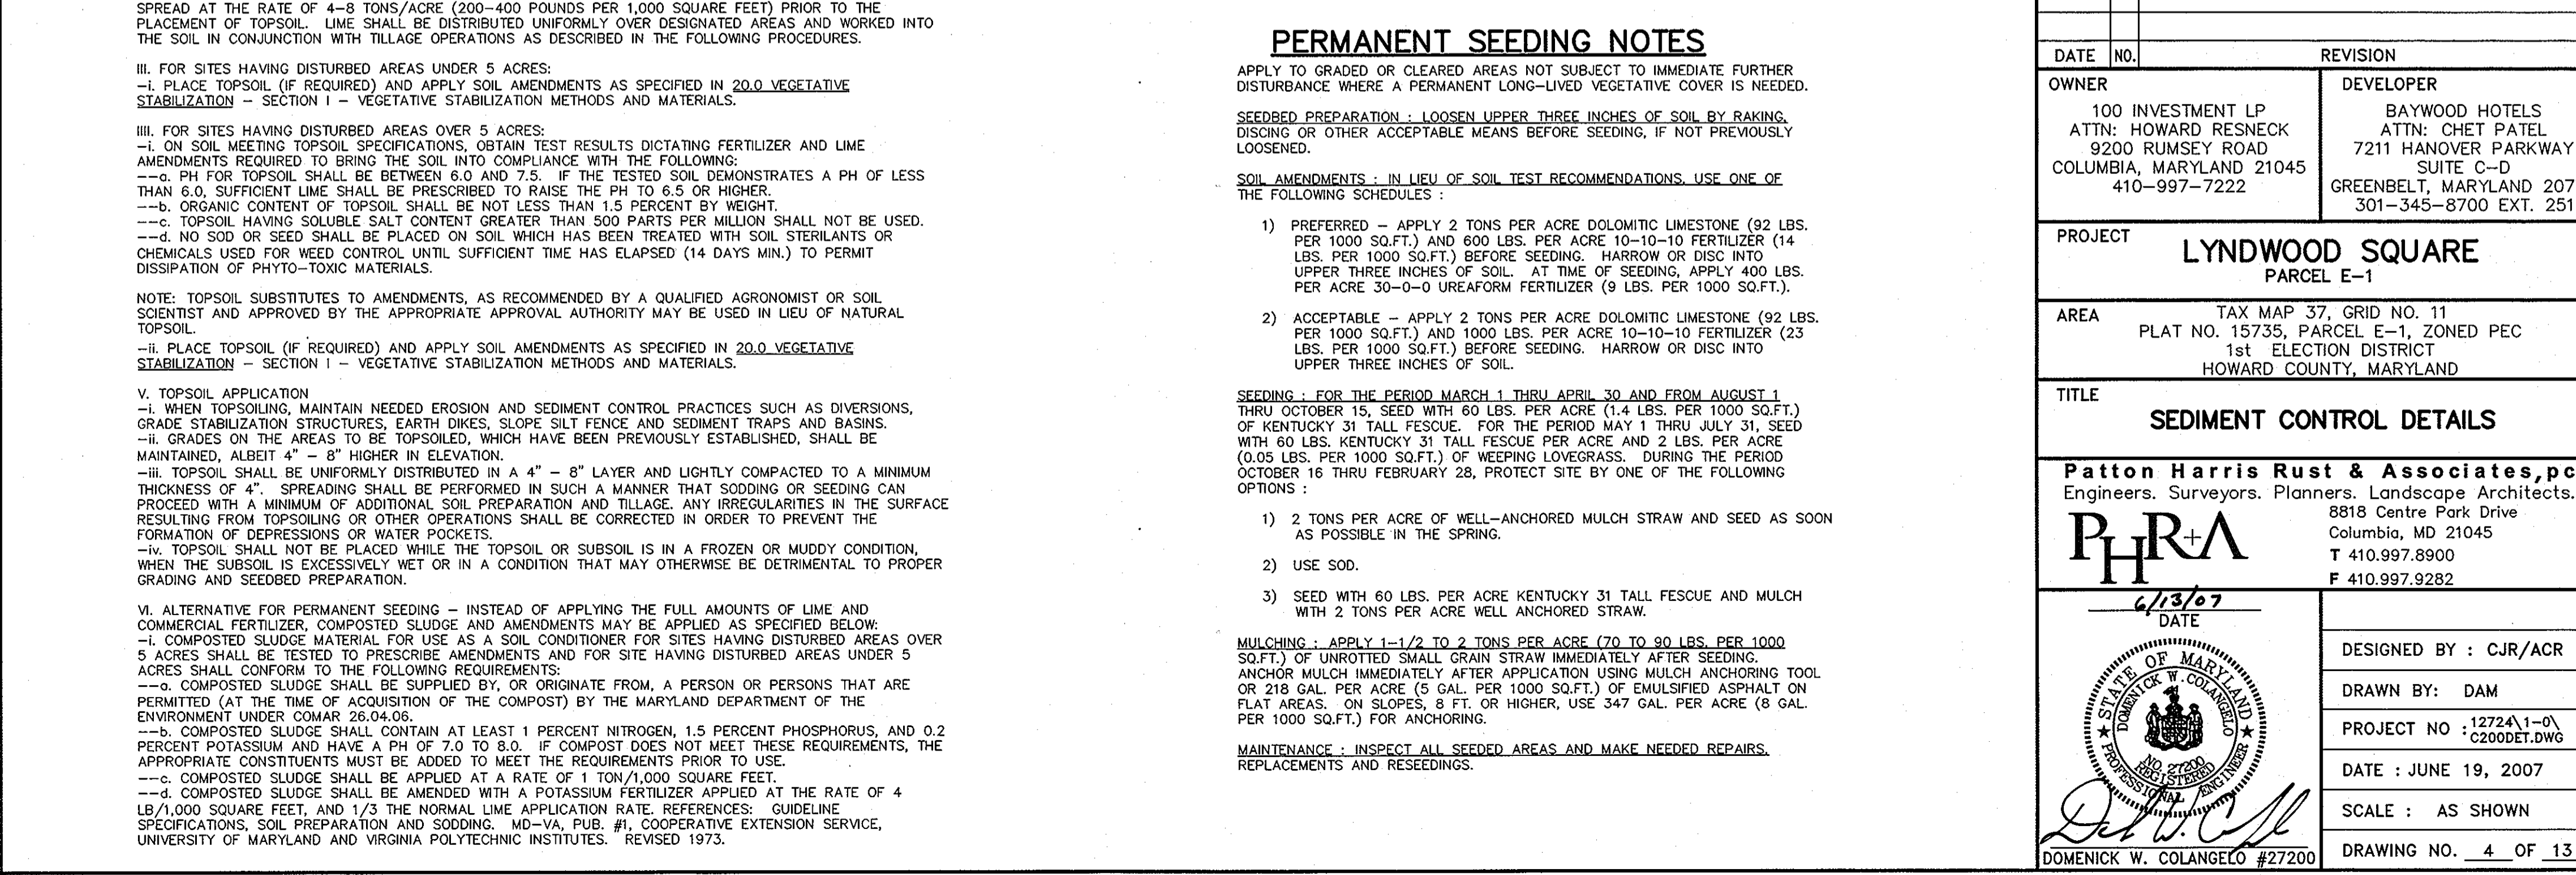 SPREAD AT THE RATE OF 4-8 TONS/ACRE (200-400 POUNDS PER 1,000 SQUARE FEET) PRIOR TO THE
PLACEMENT OF TOPSOIL. LIME SHALL BE DISTRIBUTED UNIFORMLY OVER DESIGNATED AREAS AND WORKED INTO
THE SOIL IN CONJUNCTION WITH TILLAGE OPERATIONS AS DESCRIBED IN THE FOLLOWING PROCEDURES.
III. FOR SITES HAVING DISTURBED AREAS UNDER 5 ACRES:
-i. PLACE TOPSOIL (IF REQUIRED) AND APPLY SOIL AMENDMENTS AS SPECIFIED IN 20.0 VEGETATIVE
STABILIZATION - SECTION I - VEGETATIVE STABILIZATION METHODS AND MATERIALS.
IIII. FOR SITES HAVING DISTURBED AREAS OVER 5 ACRES:
-i. ON SOIL MEETING TOPSOIL SPECIFICATIONS, OBTAIN TEST RESULTS DICTATING FERTILIZER AND LIME
AMENDMENTS REQUIRED TO BRING THE SOIL INTO COMPLIANCE WITH THE FOLLOWING:
--a. PH FOR TOPSOIL SHALL BE BETWEEN 6.0 AND 7.5. IF THE TESTED SOIL DEMONSTRATES A PH OF LESS
THAN 6.0, SUFFICIENT LIME SHALL BE PRESCRIBED TO RAISE THE PH TO 6.5 OR HIGHER.
--b. ORGANIC CONTENT OF TOPSOIL SHALL BE NOT LESS THAN 1.5 PERCENT BY WEIGHT.
--c. TOPSOIL HAVING SOLUBLE SALT CONTENT GREATER THAN 500 PARTS PER MILLION SHALL NOT BE USED.
--d. NO SOD OR SEED SHALL BE PLACED ON SOIL WHICH HAS BEEN TREATED WITH SOIL STERILANTS OR
CHEMICALS USED FOR WEED CONTROL UNTIL SUFFICIENT TIME HAS ELAPSED (14 DAYS MIN.) TO PERMIT
DISSIPATION OF PHYTO-TOXIC MATERIALS.
NOTE: TOPSOIL SUBSTITUTES TO AMENDMENTS, AS RECOMMENDED BY A QUALIFIED AGRONOMIST OR SOIL
SCIENTIST AND APPROVED BY THE APPROPRIATE APPROVAL AUTHORITY MAY BE USED IN LIEU OF NATURAL
TOPSOIL.
-ii. PLACE TOPSOIL (IF REQUIRED) AND APPLY SOIL AMENDMENTS AS SPECIFIED IN 20.0 VEGETATIVE
STABILIZATION - SECTION I - VEGETATIVE STABILIZATION METHODS AND MATERIALS.
V. TOPSOIL APPLICATION
-i. WHEN TOPSOILING, MAINTAIN NEEDED EROSION AND SEDIMENT CONTROL PRACTICES SUCH AS DIVERSIONS,
GRADE STABILIZATION STRUCTURES, EARTH DIKES, SLOPE SILT FENCE AND SEDIMENT TRAPS AND BASINS.
-ii. GRADES ON THE AREAS TO BE TOPSOILED, WHICH HAVE BEEN PREVIOUSLY ESTABLISHED, SHALL BE
MAINTAINED, ALBEIT 4" - 8" HIGHER IN ELEVATION.
-iii. TOPSOIL SHALL BE UNIFORMLY DISTRIBUTED IN A 4" - 8" LAYER AND LIGHTLY COMPACTED TO A MINIMUM
THICKNESS OF 4". SPREADING SHALL BE PERFORMED IN SUCH A MANNER THAT SODDING OR SEEDING CAN
PROCEED WITH A MINIMUM OF ADDITIONAL SOIL PREPARATION AND TILLAGE. ANY IRREGULARITIES IN THE SURFACE
RESULTING FROM TOPSOILING OR OTHER OPERATIONS SHALL BE CORRECTED IN ORDER TO PREVENT THE
FORMATION OF DEPRESSIONS OR WATER POCKETS.
-iv. TOPSOIL SHALL NOT BE PLACED WHILE THE TOPSOIL OR SUBSOIL IS IN A FROZEN OR MUDDY CONDITION,
WHEN THE SUBSOIL IS EXCESSIVELY WET OR IN A CONDITION THAT MAY OTHERWISE BE DETRIMENTAL TO PROPER
GRADING AND SEEDBED PREPARATION.
VI. ALTERNATIVE FOR PERMANENT SEEDING - INSTEAD OF APPLYING THE FULL AMOUNTS OF LIME AND
COMMERCIAL FERTILIZER, COMPOSTED SLUDGE AND AMENDMENTS MAY BE APPLIED AS SPECIFIED BELOW:
-i. COMPOSTED SLUDGE MATERIAL FOR USE AS A SOIL CONDITIONER FOR SITES HAVING DISTURBED AREAS OVER
5 ACRES SHALL BE TESTED TO PRESCRIBE AMENDMENTS AND FOR SITE HAVING DISTURBED AREAS UNDER 5
ACRES SHALL CONFORM TO THE FOLLOWING REQUIREMENTS:
--a. COMPOSTED SLUDGE SHALL BE SUPPLIED BY, OR ORIGINATE FROM, A PERSON OR PERSONS THAT ARE
PERMITTED (AT THE TIME OF ACQUISITION OF THE COMPOST) BY THE MARYLAND DEPARTMENT OF THE
ENVIRONMENT UNDER COMAR 26.04.06.
--b. COMPOSTED SLUDGE SHALL CONTAIN AT LEAST 1 PERCENT NITROGEN, 1.5 PERCENT PHOSPHORUS, AND 0.2
PERCENT POTASSIUM AND HAVE A PH OF 7.0 TO 8.0. IF COMPOST DOES NOT MEET THESE REQUIREMENTS, THE
APPROPRIATE CONSTITUENTS MUST BE ADDED TO MEET THE REQUIREMENTS PRIOR TO USE.
--c. COMPOSTED SLUDGE SHALL BE APPLIED AT A RATE OF 1 TON/1,000 SQUARE FEET.
--d. COMPOSTED SLUDGE SHALL BE AMENDED WITH A POTASSIUM FERTILIZER APPLIED AT THE RATE OF 4
LB/1,000 SQUARE FEET, AND 1/3 THE NORMAL LIME APPLICATION RATE. REFERENCES: GUIDELINE
SPECIFICATIONS, SOIL PREPARATION AND SODDING. MD-VA, PUB. #1, COOPERATIVE EXTENSION SERVICE,
UNIVERSITY OF MARYLAND AND VIRGINIA POLYTECHNIC INSTITUTES. REVISED 1973.
PERMANENT SEEDING NOTES
APPLY TO GRADED OR CLEARED AREAS NOT SUBJECT TO IMMEDIATE FURTHER
DISTURBANCE WHERE A PERMANENT LONG-LIVED VEGETATIVE COVER IS NEEDED.
SEEDBED PREPARATION : LOOSEN UPPER THREE INCHES OF SOIL BY RAKING,
DISCING OR OTHER ACCEPTABLE MEANS BEFORE SEEDING, IF NOT PREVIOUSLY
LOOSENED.
SOIL AMENDMENTS : IN LIEU OF SOIL TEST RECOMMENDATIONS, USE ONE OF
THE FOLLOWING SCHEDULES :
1) PREFERRED - APPLY 2 TONS PER ACRE DOLOMITIC LIMESTONE (92 LBS.
PER 1000 SQ.FT.) AND 600 LBS. PER ACRE 10-10-10 FERTILIZER (14
LBS. PER 1000 SQ.FT.) BEFORE SEEDING. HARROW OR DISC INTO
UPPER THREE INCHES OF SOIL. AT TIME OF SEEDING, APPLY 400 LBS.
PER ACRE 30-0-0 UREAFORM FERTILIZER (9 LBS. PER 1000 SQ.FT.).
2) ACCEPTABLE - APPLY 2 TONS PER ACRE DOLOMITIC LIMESTONE (92 LBS.
PER 1000 SQ.FT.) AND 1000 LBS. PER ACRE 10-10-10 FERTILIZER (23
LBS. PER 1000 SQ.FT.) BEFORE SEEDING. HARROW OR DISC INTO
UPPER THREE INCHES OF SOIL.
SEEDING : FOR THE PERIOD MARCH 1 THRU APRIL 30 AND FROM AUGUST 1
THRU OCTOBER 15, SEED WITH 60 LBS. PER ACRE (1.4 LBS. PER 1000 SQ.FT.)
OF KENTUCKY 31 TALL FESCUE. FOR THE PERIOD MAY 1 THRU JULY 31, SEED
WITH 60 LBS. KENTUCKY 31 TALL FESCUE PER ACRE AND 2 LBS. PER ACRE
(0.05 LBS. PER 1000 SQ.FT.) OF WEEPING LOVEGRASS. DURING THE PERIOD
OCTOBER 16 THRU FEBRUARY 28, PROTECT SITE BY ONE OF THE FOLLOWING
OPTIONS :
1) 2 TONS PER ACRE OF WELL-ANCHORED MULCH STRAW AND SEED AS SOON
AS POSSIBLE IN THE SPRING.
2) USE SOD.
3) SEED WITH 60 LBS. PER ACRE KENTUCKY 31 TALL FESCUE AND MULCH
WITH 2 TONS PER ACRE WELL ANCHORED STRAW.
MULCHING : APPLY 1-1/2 TO 2 TONS PER ACRE (70 TO 90 LBS. PER 1000
SQ.FT.) OF UNROTTED SMALL GRAIN STRAW IMMEDIATELY AFTER SEEDING.
ANCHOR MULCH IMMEDIATELY AFTER APPLICATION USING MULCH ANCHORING TOOL
OR 218 GAL. PER ACRE (5 GAL. PER 1000 SQ.FT.) OF EMULSIFIED ASPHALT ON
FLAT AREAS. ON SLOPES, 8 FT. OR HIGHER, USE 347 GAL. PER ACRE (8 GAL.
PER 1000 SQ.FT.) FOR ANCHORING.
MAINTENANCE : INSPECT ALL SEEDED AREAS AND MAKE NEEDED REPAIRS,
REPLACEMENTS AND RESEEDINGS.
DATE NO. REVISION
OWNER
100 INVESTMENT LP
ATTN: HOWARD RESNECK
9200 RUMSEY ROAD
COLUMBIA, MARYLAND 21045
410-997-7222
DEVELOPER
BAYWOOD HOTELS
ATTN: CHET PATEL
7211 HANOVER PARKWAY
SUITE C-D
GREENBELT, MARYLAND 207
301-345-8700 EXT. 251
PROJECT
LYNDWOOD SQUARE
PARCEL E-1
AREA
TAX MAP 37, GRID NO. 11
PLAT NO. 15735, PARCEL E-1, ZONED PEC
1st ELECTION DISTRICT
HOWARD COUNTY, MARYLAND
TITLE
SEDIMENT CONTROL DETAILS
Patton Harris Rust & Associates,pc
Engineers. Surveyors. Planners. Landscape Architects.
PHR+A
8818 Centre Park Drive
Columbia, MD 21045
T 410.997.8900
F 410.997.9282
6/13/07
DATE
STATE OF MARYLAND
DOMENICK W. COLANGELO
NO. 27200
REGISTERED
PROFESSIONAL ENGINEER
DOMENICK W. COLANGELO #27200
DESIGNED BY : CJR/ACR
DRAWN BY: DAM
PROJECT NO : 12724\1-0\
C200DET.DWG
DATE : JUNE 19, 2007
SCALE : AS SHOWN
DRAWING NO. 4 OF 13